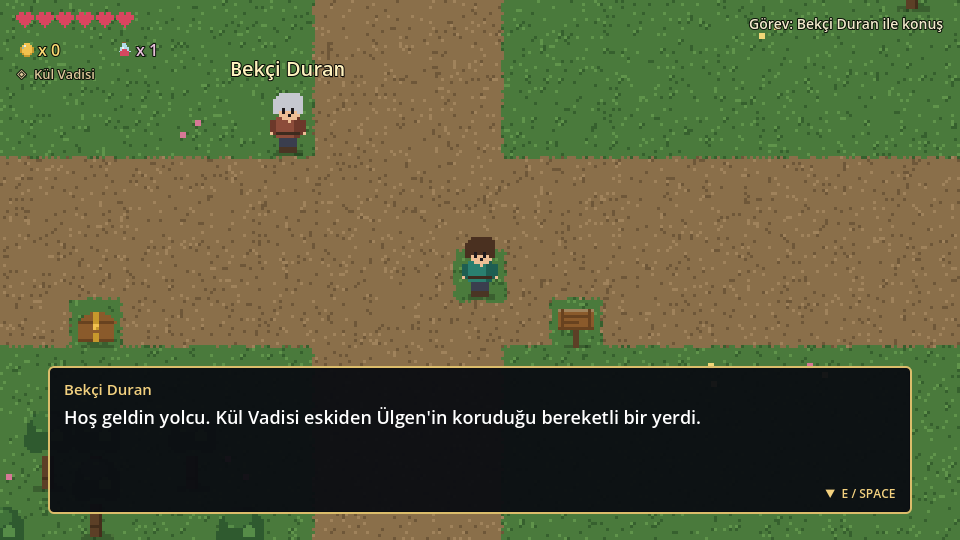 x 0
x 1
Kül Vadisi
Görev: Bekçi Duran ile konuş
Bekçi Duran
Bekçi Duran
Hoş geldin yolcu. Kül Vadisi eskiden Ülgen'in koruduğu bereketli bir yerdi.
▼ E / SPACE